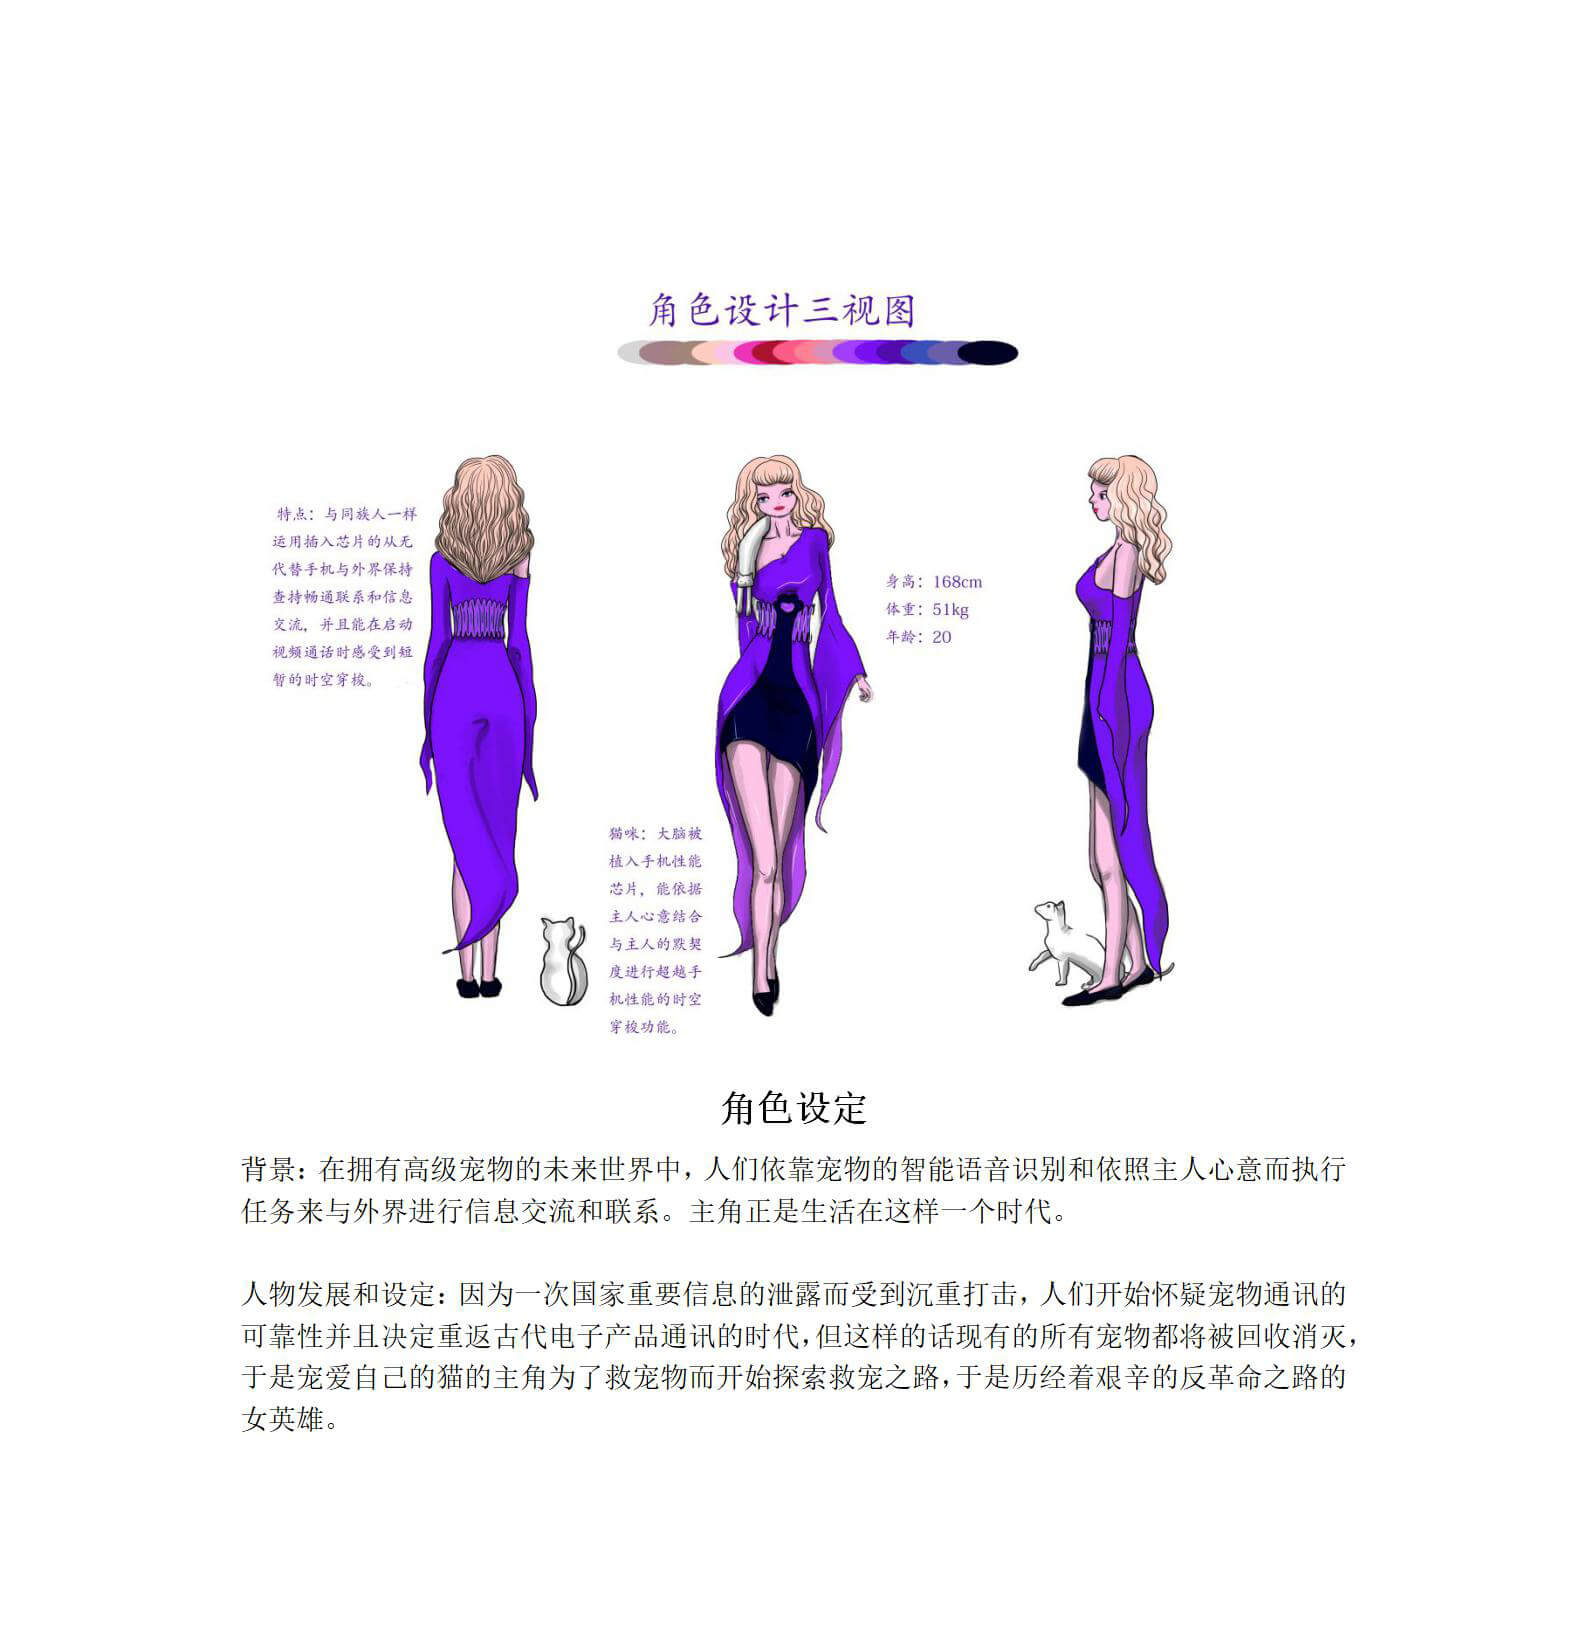 角色设计三视图
特点：与同族人一样
运用插入芯片的从无
代替手机与外界保持
查持畅通联系和信息
交流，并且能在启动
视频通话时感受到短
暂的时空穿梭。
身高：168cm
体重：51kg
年龄：20
猫咪：大脑被
植入手机性能
芯片，能依据
主人心意结合
与主人的默契
度进行超越手
机性能的时空
穿梭功能。
角色设定
背景：在拥有高级宠物的未来世界中，人们依靠宠物的智能语音识别和依照主人心意而执行
任务来与外界进行信息交流和联系。主角正是生活在这样一个时代。
人物发展和设定：因为一次国家重要信息的泄露而受到沉重打击，人们开始怀疑宠物通讯的
可靠性并且决定重返古代电子产品通讯的时代，但这样的话现有的所有宠物都将被回收消灭，
于是宠爱自己的猫的主角为了救宠物而开始探索救宠之路，于是历经着艰辛的反革命之路的
女英雄。